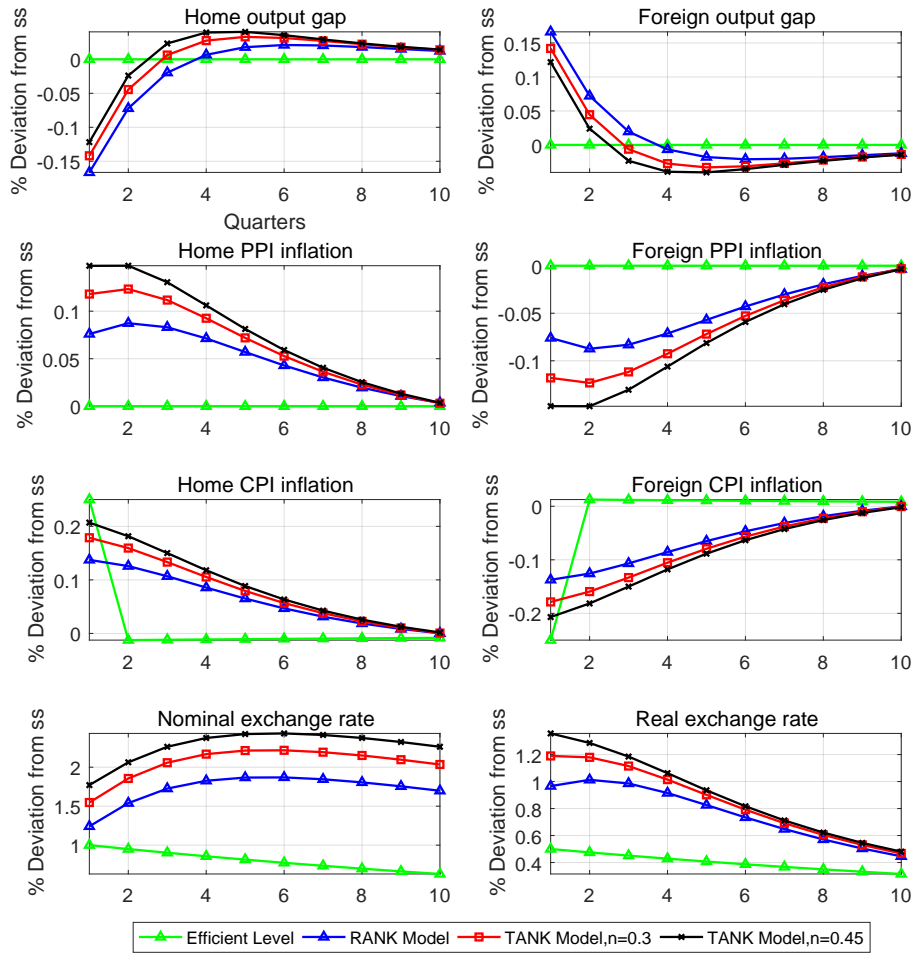 Home output gap
% Deviation from ss
0
-0.05
-0.1
-0.15
2 4 6 8 10
Quarters
Foreign output gap
% Deviation from ss
0.15
0.1
0.05
0
2 4 6 8 10
Home PPI inflation
% Deviation from ss
0.1
0.05
0
2 4 6 8 10
Foreign PPI inflation
% Deviation from ss
0
-0.05
-0.1
2 4 6 8 10
Home CPI inflation
% Deviation from ss
0.2
0.1
0
2 4 6 8 10
Foreign CPI inflation
% Deviation from ss
0
-0.1
-0.2
2 4 6 8 10
Nominal exchange rate
% Deviation from ss
2
1.5
1
2 4 6 8 10
Real exchange rate
% Deviation from ss
1.2
1
0.8
0.6
0.4
2 4 6 8 10
Efficient Level RANK Model TANK Model,n=0.3 TANK Model,n=0.45